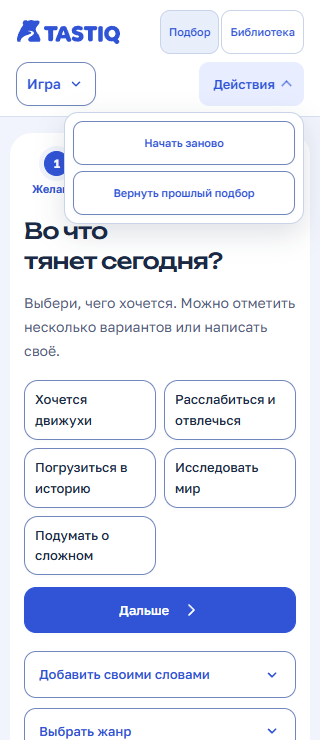 TASTIQ
Подбор
Библиотека
Игра
Действия
Начать заново
Вернуть прошлый подбор
1
Во что
тянет сегодня?
Выбери, чего хочется. Можно отметить
несколько вариантов или написать
своё.
Хочется
движухи
Расслабиться и
отвлечься
Погрузиться в
историю
Исследовать
мир
Подумать о
сложном
Дальше
Добавить своими словами
Выбрать жанр